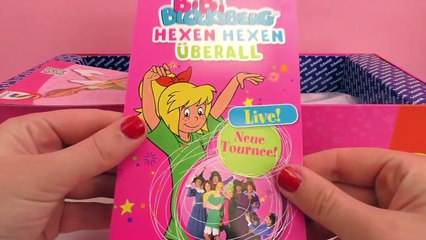 BIBI
BLOCKSBERG
HEXEN HEXEN
ÜBERALL
Live!
Neue
Tournee!